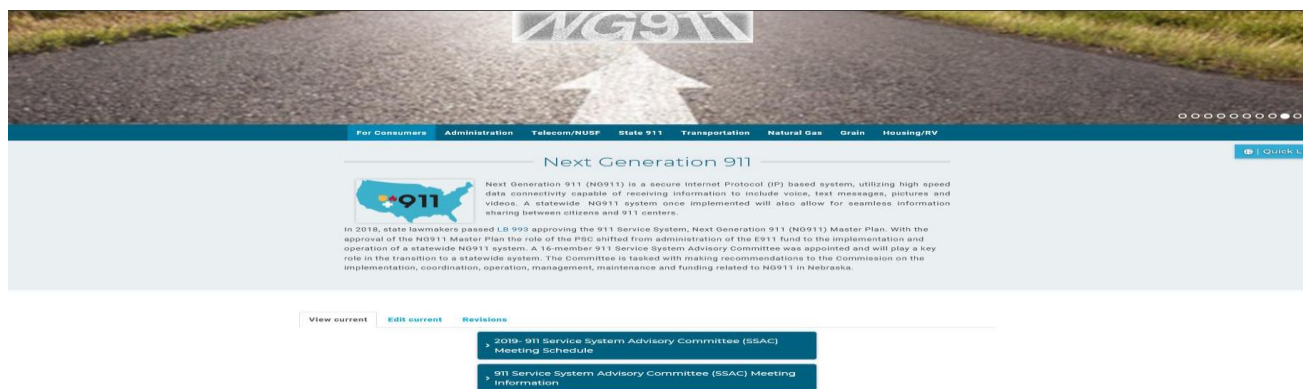 NG911
For Consumers Administration Telecom/NUSF State 911 Transportation Natural Gas Grain Housing/RV
Quick L
Next Generation 911
911
Next Generation 911 (NG911) is a secure Internet Protocol (IP) based system, utilizing high speed
data connectivity capable of receiving information to include voice, text messages, pictures and
videos. A statewide NG911 system once implemented will also allow for seamless information
sharing between citizens and 911 centers.
In 2018, state lawmakers passed LB 993 approving the 911 Service System, Next Generation 911 (NG911) Master Plan. With the
approval of the NG911 Master Plan the role of the PSC shifted from administration of the E911 fund to the implementation and
operation of a statewide NG911 system. A 16-member 911 Service System Advisory Committee was appointed and will play a key
role in the transition to a statewide system. The Committee is tasked with making recommendations to the Commission on the
implementation, coordination, operation, management, maintenance and funding related to NG911 in Nebraska.
View current Edit current Revisions
2019- 911 Service System Advisory Committee (SSAC)
Meeting Schedule
911 Service System Advisory Committee (SSAC) Meeting
Information